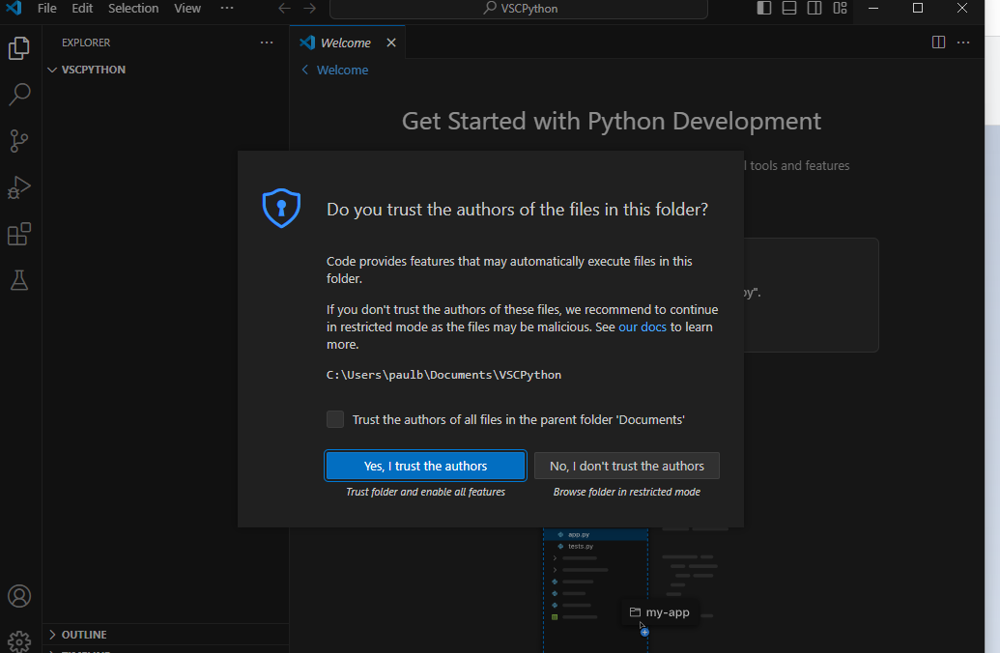 File Edit Selection View ··· VSCPython
EXPLORER ···
Welcome
VSCPYTHON
Welcome
Get Started with Python Development
l tools and features
Do you trust the authors of the files in this folder?
Code provides features that may automatically execute files in this
folder.
py".
If you don't trust the authors of these files, we recommend to continue
in restricted mode as the files may be malicious. See our docs to learn
more.
C:\Users\paulb\Documents\VSCPython
Trust the authors of all files in the parent folder 'Documents'
Yes, I trust the authors
No, I don't trust the authors
Trust folder and enable all features
Browse folder in restricted mode
app.py
tests.py
my-app
OUTLINE
TIMELINE